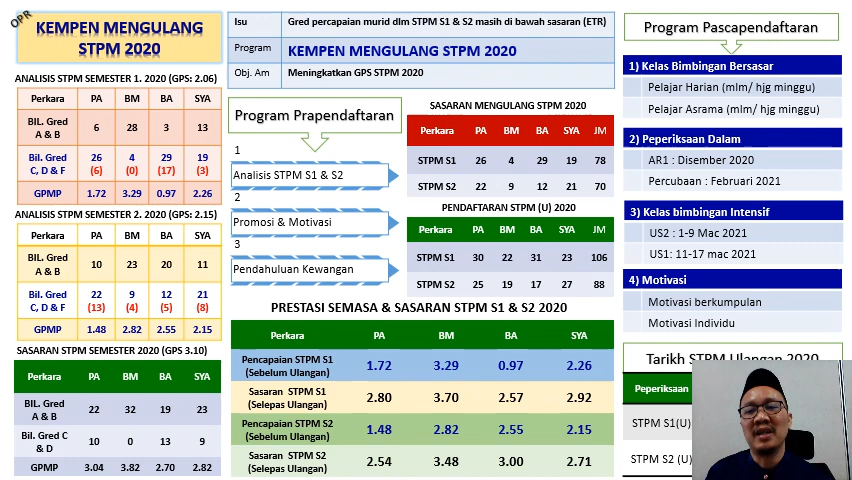 OPR
KEMPEN MENGULANG
STPM 2020
ANALISIS STPM SEMESTER 1. 2020 (GPS: 2.06)
Perkara PA BM BA SYA
BIL. Gred
A & B 6 28 3 13
Bil. Gred
C, D & F 26 (6) 4 (0) 29 (17) 19 (3)
GPMP 1.72 3.29 0.97 2.26
ANALISIS STPM SEMESTER 2. 2020 (GPS: 2.15)
Perkara PA BM BA SYA
BIL. Gred
A & B 10 23 20 11
Bil. Gred
C, D & F 22 (13) 9 (4) 12 (5) 21 (8)
GPMP 1.48 2.82 2.55 2.15
SASARAN STPM SEMESTER 2020 (GPS 3.10)
Perkara PA BM BA SYA
BIL. Gred
A & B 22 32 19 23
Bil. Gred C
& D 10 0 13 9
GPMP 3.04 3.82 2.70 2.82
Isu Gred percapaian murid dlm STPM S1 & S2 masih di bawah sasaran (ETR)
Program KEMPEN MENGULANG STPM 2020
Obj. Am Meningkatkan GPS STPM 2020
Program Prapendaftaran
1
Analisis STPM S1 & S2
2
Promosi & Motivasi
3
Pendahuluan Kewangan
SASARAN MENGULANG STPM 2020
Perkara PA BM BA SYA JM
STPM S1 26 4 29 19 78
STPM S2 22 9 12 21 70
PENDAFTARAN STPM (U) 2020
Perkara PA BM BA SYA JM
STPM S1 30 22 31 23 106
STPM S2 25 19 17 27 88
PRESTASI SEMASA & SASARAN STPM S1 & S2 2020
Perkara PA BM BA SYA
Pencapaian STPM S1
(Sebelum Ulangan) 1.72 3.29 0.97 2.26
Sasaran STPM S1
(Selepas Ulangan) 2.80 3.70 2.57 2.92
Pencapaian STPM S2
(Sebelum Ulangan) 1.48 2.82 2.55 2.15
Sasaran STPM S2
(Selepas Ulangan) 2.54 3.48 3.00 2.71
Program Pascapendaftaran
1) Kelas Bimbingan Bersasar
Pelajar Harian (mlm/ hjg minggu)
Pelajar Asrama (mlm/ hjg minggu)
2) Peperiksaan Dalam
AR1 : Disember 2020
Percubaan : Februari 2021
3) Kelas bimbingan Intensif
US2 : 1-9 Mac 2021
US1: 11-17 mac 2021
4) Motivasi
Motivasi berkumpulan
Motivasi Individu
Tarikh STPM Ulangan 2020
Peperiksaan
STPM S1(U)
STPM S2 (U)